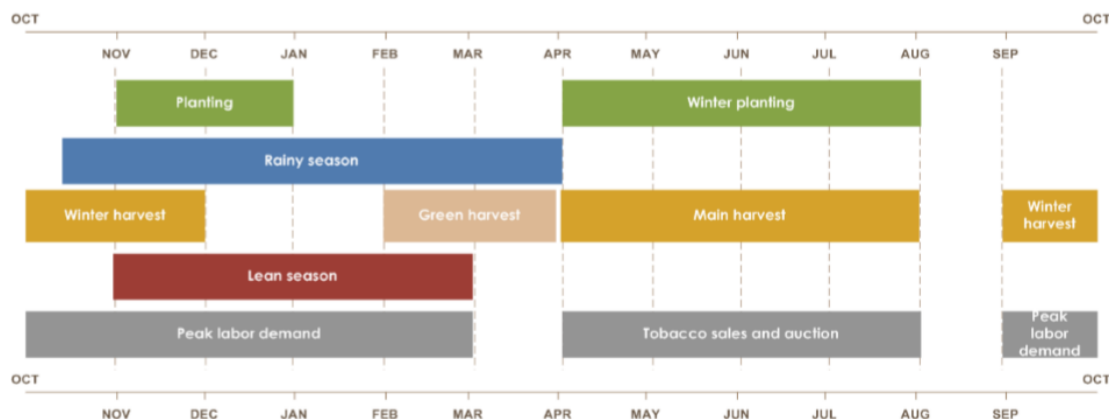 OCT OCT
NOV DEC JAN FEB MAR APR MAY JUN JUL AUG SEP
Planting Winter planting
Rainy season
Winter harvest Green harvest Main harvest Winter
harvest
Lean season
Peak labor demand Tobacco sales and auction Peak
labor
demand
OCT OCT
NOV DEC JAN FEB MAR APR MAY JUN JUL AUG SEP